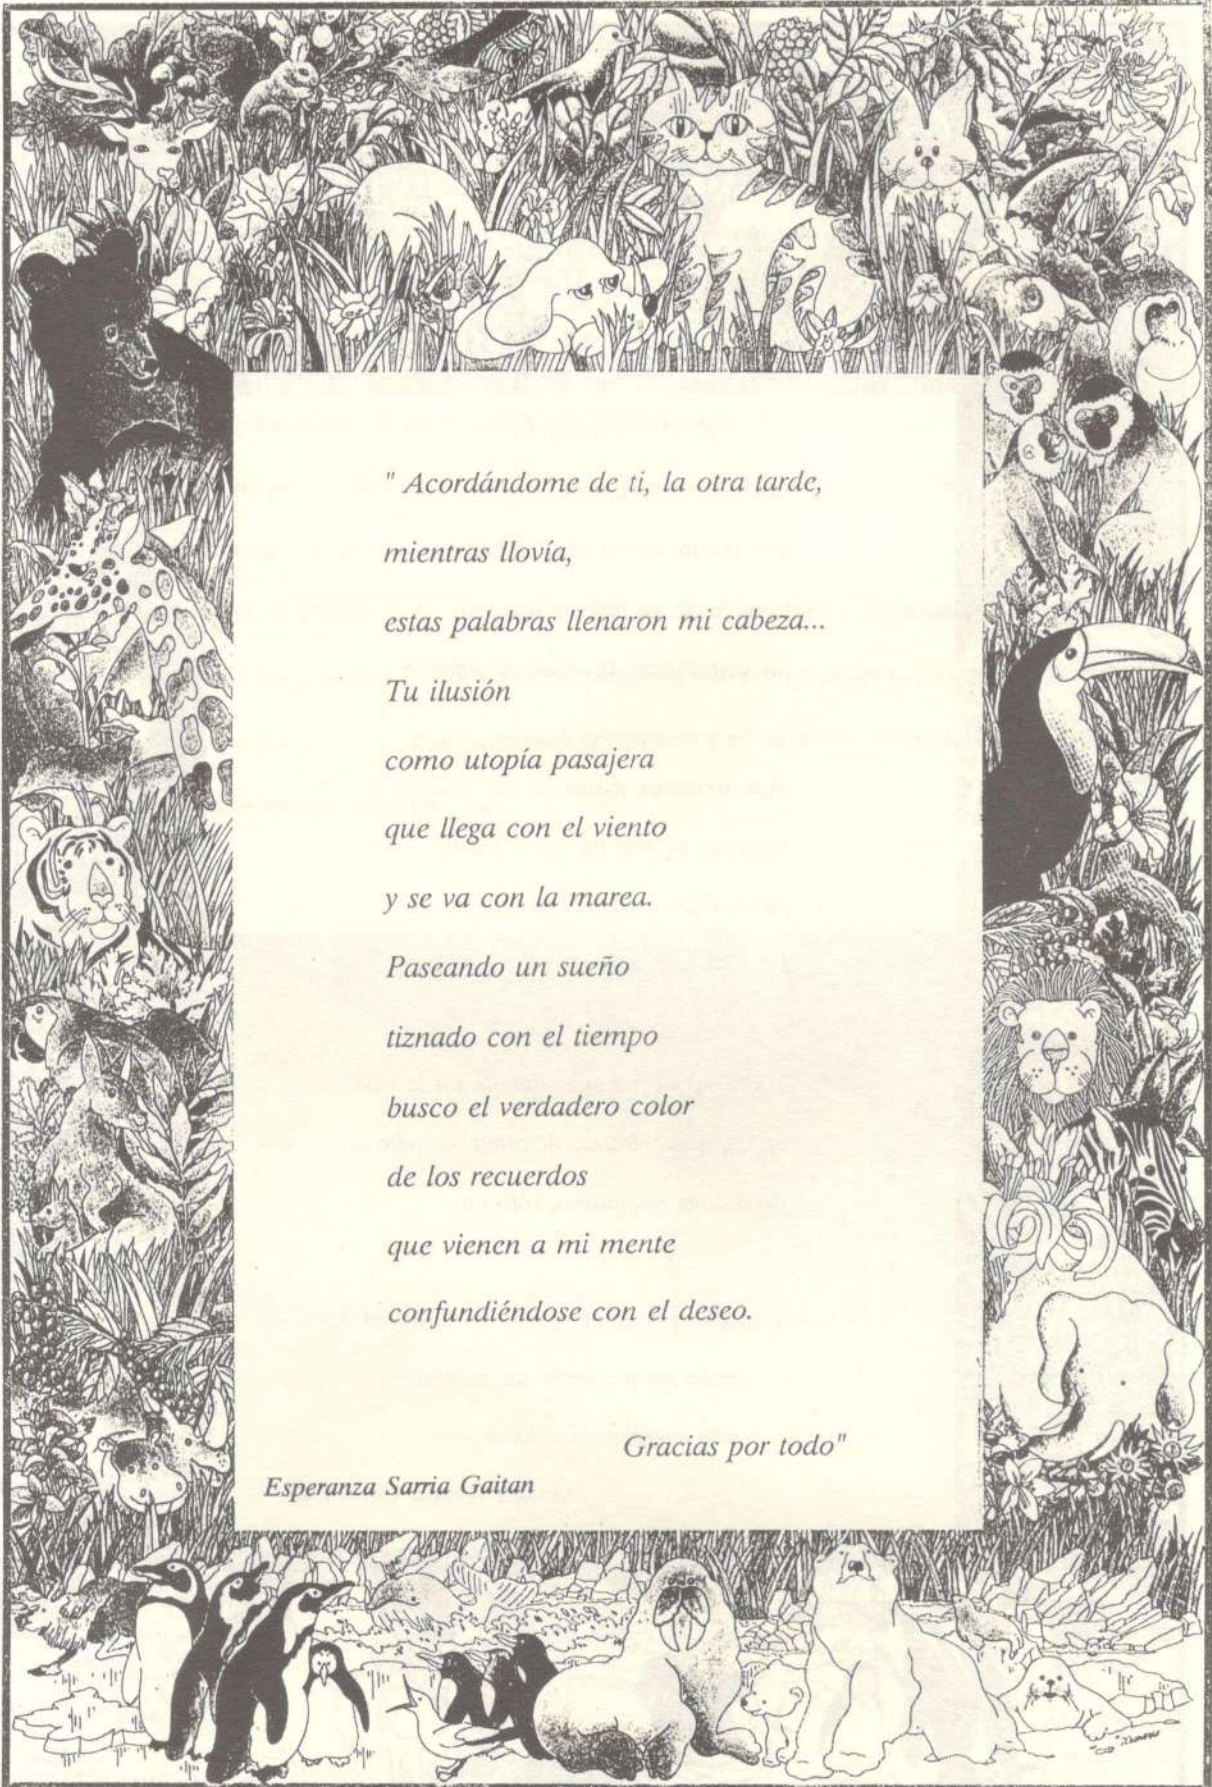 " Acordándome de ti, la otra tarde,
mientras llovía,
estas palabras llenaron mi cabeza...
Tu ilusión
como utopía pasajera
que llega con el viento
y se va con la marea.
Paseando un sueño
tiznado con el tiempo
busco el verdadero color
de los recuerdos
que vienen a mi mente
confundiéndose con el deseo.
Gracias por todo"
Esperanza Sarria Gaitan